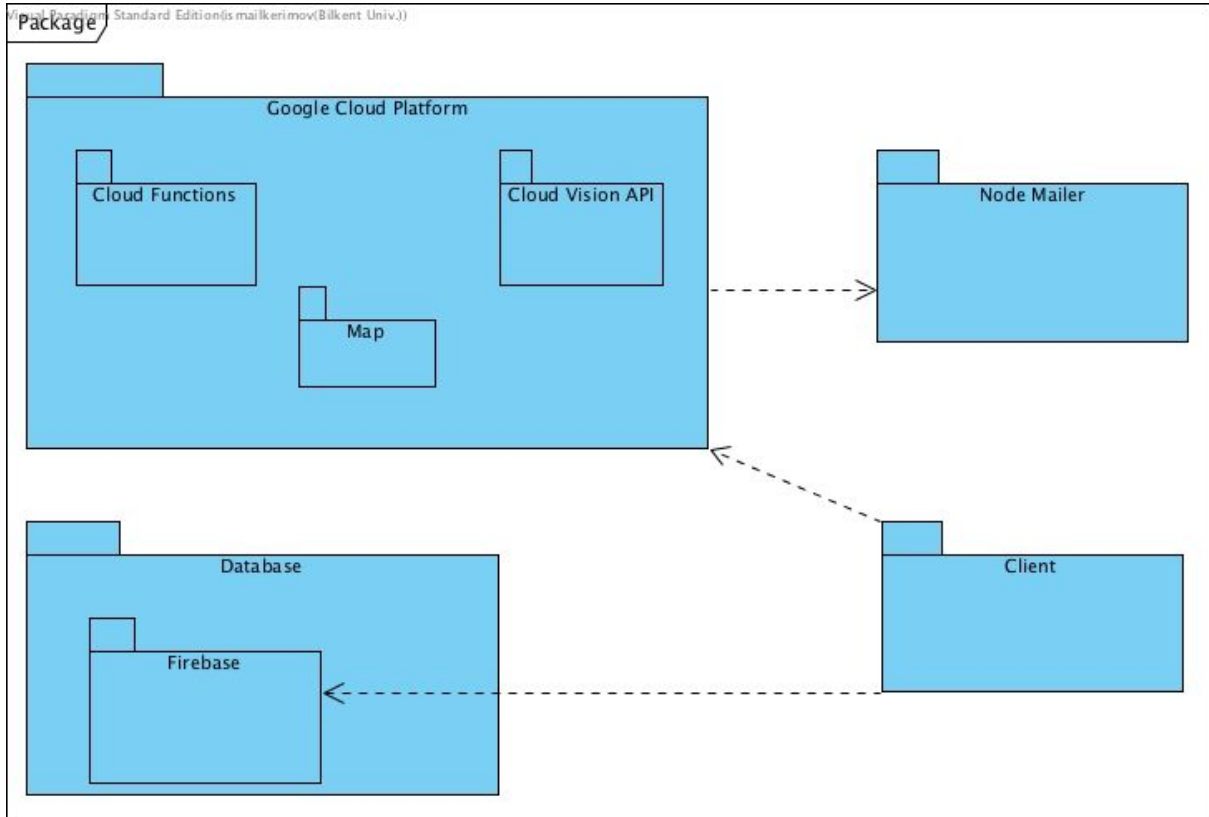 Visual Paradigm Standard Edition(ismailkerimov(Bilkent Univ.))
Package
Google Cloud Platform
Cloud Functions
Cloud Vision API
Node Mailer
Map
Database
Client
Firebase